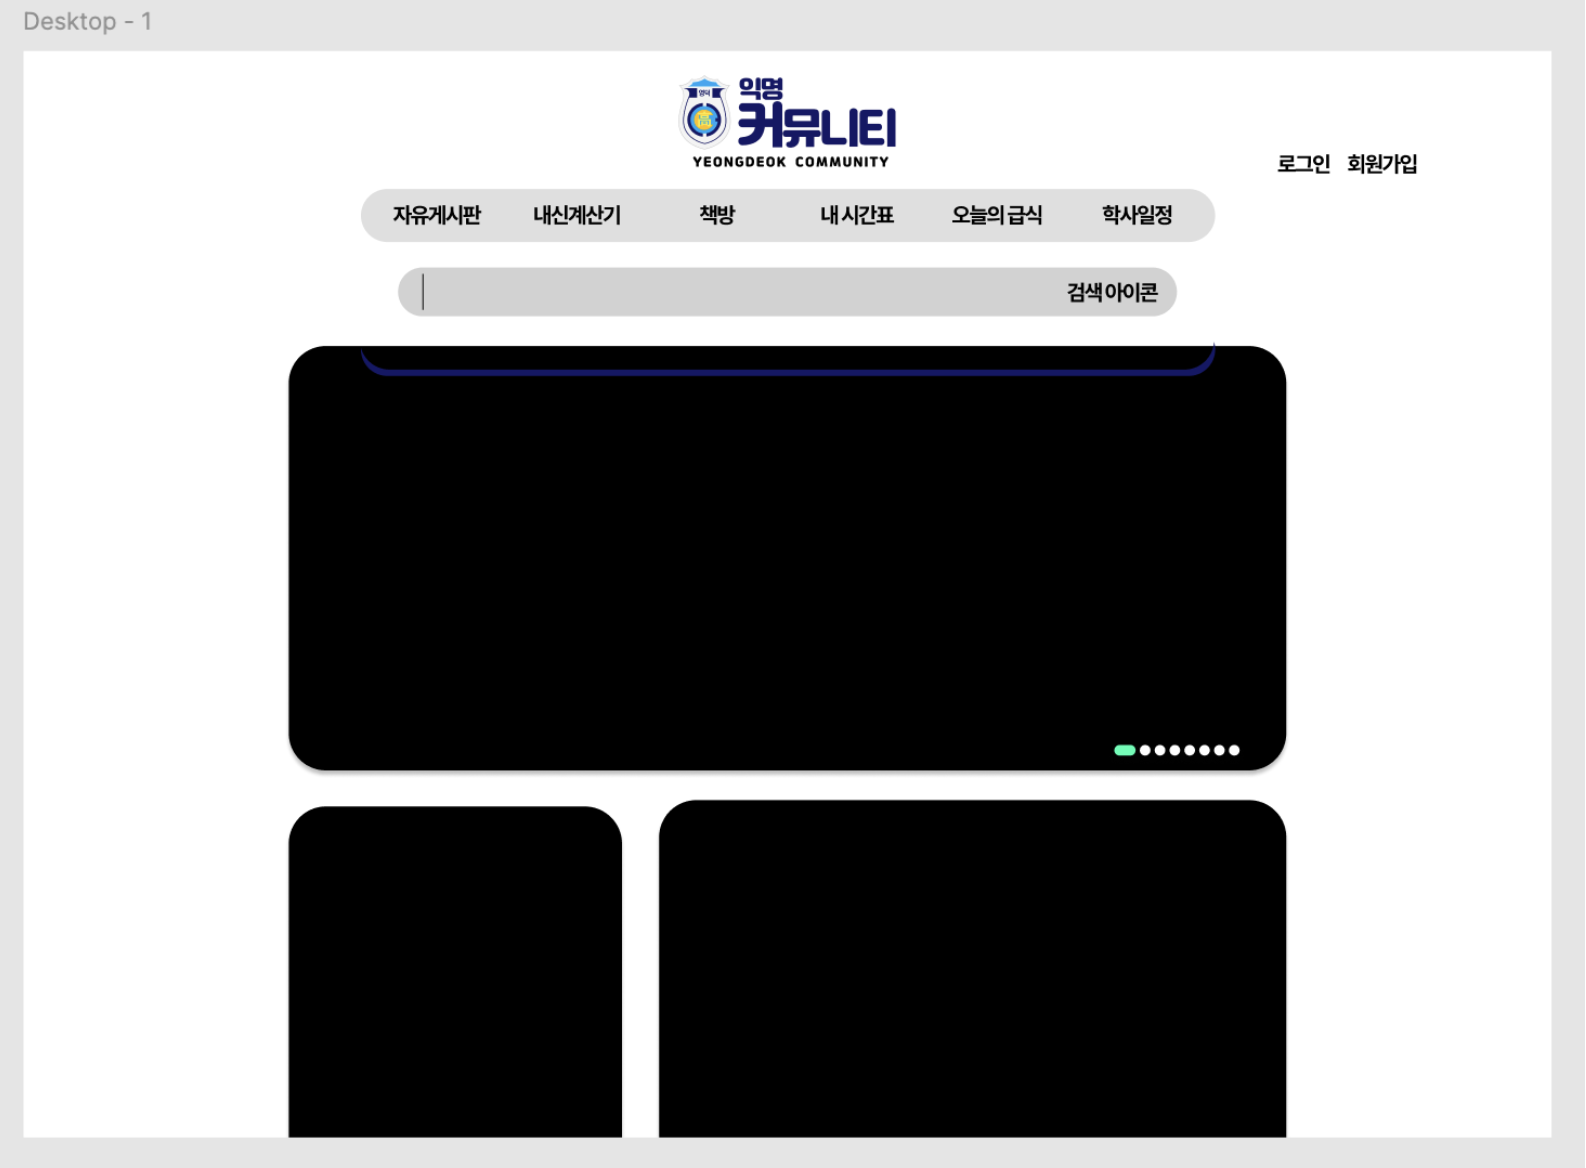 Desktop - 1
영덕
익명
커뮤니티
YEONGDEOK COMMUNITY
로그인 회원가입
자유게시판 내신계산기 책방 내 시간표 오늘의 급식 학사일정
검색 아이콘